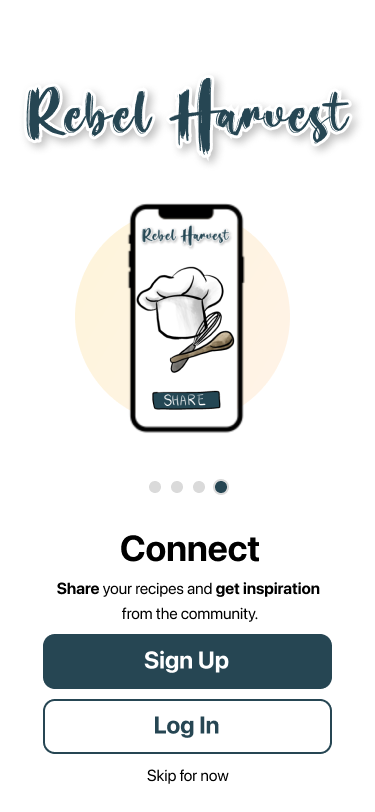 Rebel Harvest
Rebel Harvest
SHARE
Connect
Share your recipes and get inspiration
from the community.
Sign Up
Log In
Skip for now